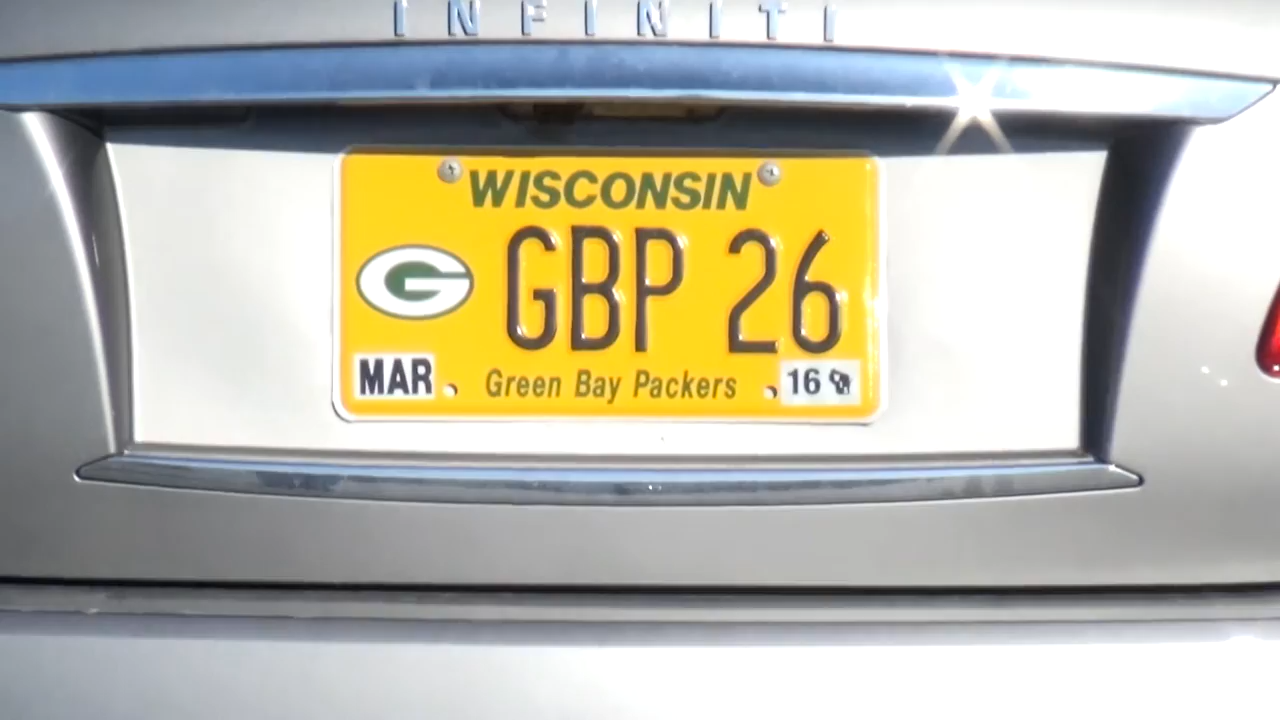 INFINITI
WISCONSIN
G
GBP 26
MAR
Green Bay Packers
16